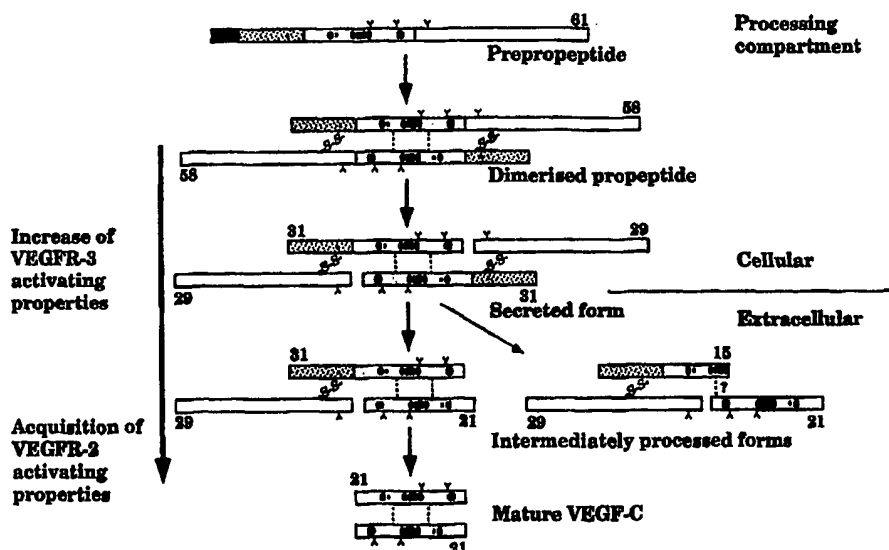 61
Processing
compartment
Prepropeptide
58
58
Dimerised propeptide
Increase of
VEGFR-3
activating
properties
31
29
29
31
Cellular
Secreted form
Extracellular
31
15
?
29
21
29
21
Intermediately processed forms
Acquisition of
VEGFR-2
activating
properties
21
Mature VEGF-C
21